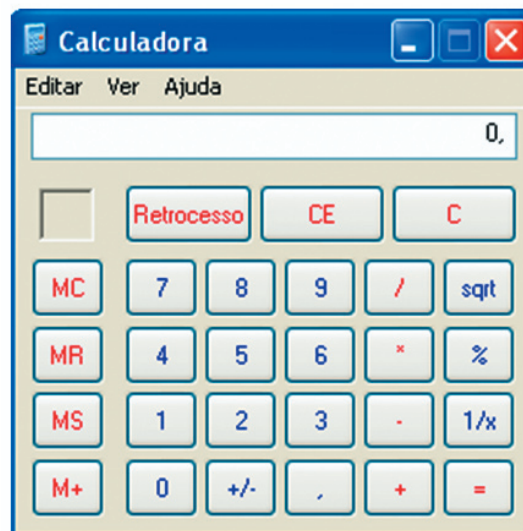 Calculadora
Editar Ver Ajuda
0,
Retrocesso CE C
MC 7 8 9 / sqrt
MR 4 5 6 * %
MS 1 2 3 - 1/x
M+ 0 +/- , + =